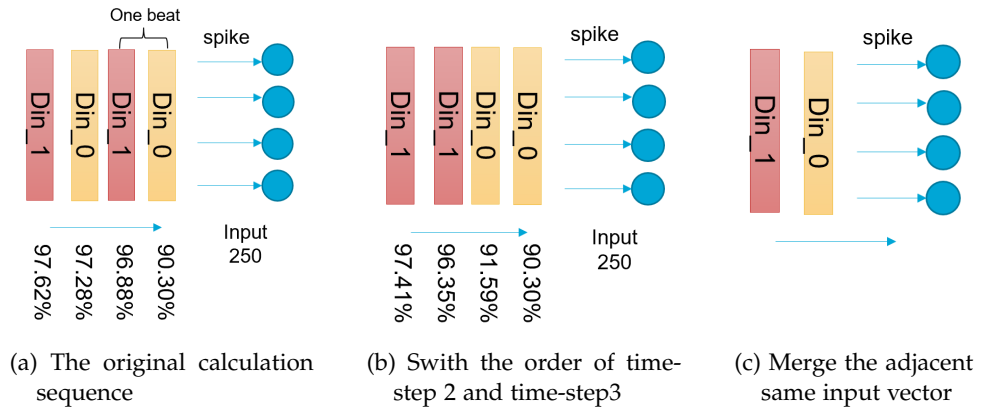 One beat
spike
Din_1
Din_0
Din_1
Din_0
Input
250
97.62%
97.28%
96.88%
90.30%
(a) The original calculation
sequence
spike
Din_1
Din_1
Din_0
Din_0
Input
250
97.41%
96.35%
91.59%
90.30%
(b) Swith the order of time-
step 2 and time-step3
spike
Din_1
Din_0
(c) Merge the adjacent
same input vector